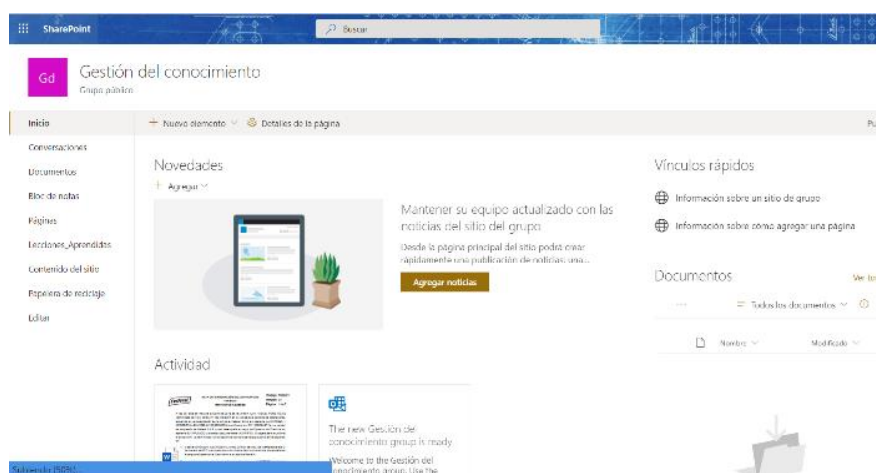 SharePoint
Buscar
Gd
Gestión del conocimiento
Grupo público
Inicio
Conversaciones
Documentos
Bloc de notas
Páginas
Lecciones_Aprendidas
Contenido del sitio
Papelera de reciclaje
Editar
Nuevo elemento
Detalles de la página
Novedades
Agregar
Mantener su equipo actualizado con las
noticias del sitio del grupo
Desde la página principal del sitio podrá crear
rápidamente una publicación de noticias: una...
Agregar noticias
Actividad
The new Gestión del
conocimiento group is ready
Welcome to the Gestión del
conocimiento group. Use the
Vínculos rápidos
Información sobre un sitio de grupo
Información sobre cómo agregar una página
Documentos
Ver to
Todos los documentos
Nombre
Modificado